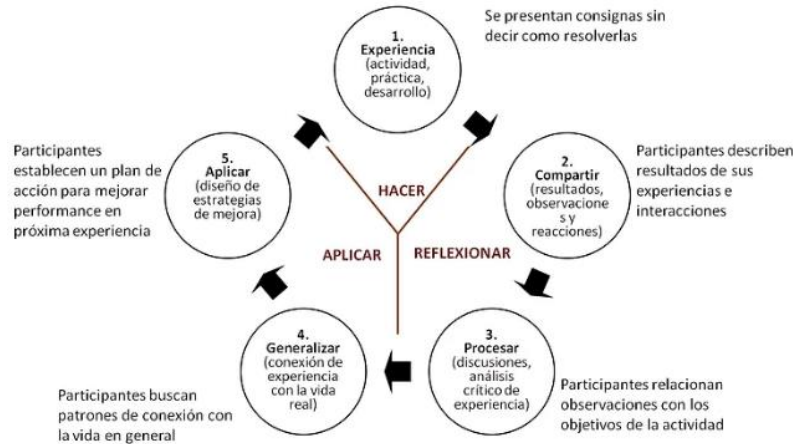 1.
Experiencia
(actividad,
práctica,
desarrollo)
Se presentan consignas sin
decir como resolverlas
2.
Compartir
(resultados,
observacione
s y
reacciones)
Participantes describen
resultados de sus
experiencias e
interacciones
3.
Procesar
(discusiones,
análisis
crítico de
experiencia)
Participantes relacionan
observaciones con los
objetivos de la actividad
4.
Generalizar
(conexión de
experiencia
con la vida
real)
Participantes buscan
patrones de conexión con
la vida en general
5.
Aplicar
(diseño de
estrategias
de mejora)
Participantes
establecen un plan de
acción para mejorar
performance en
próxima experiencia
HACER
APLICAR
REFLEXIONAR